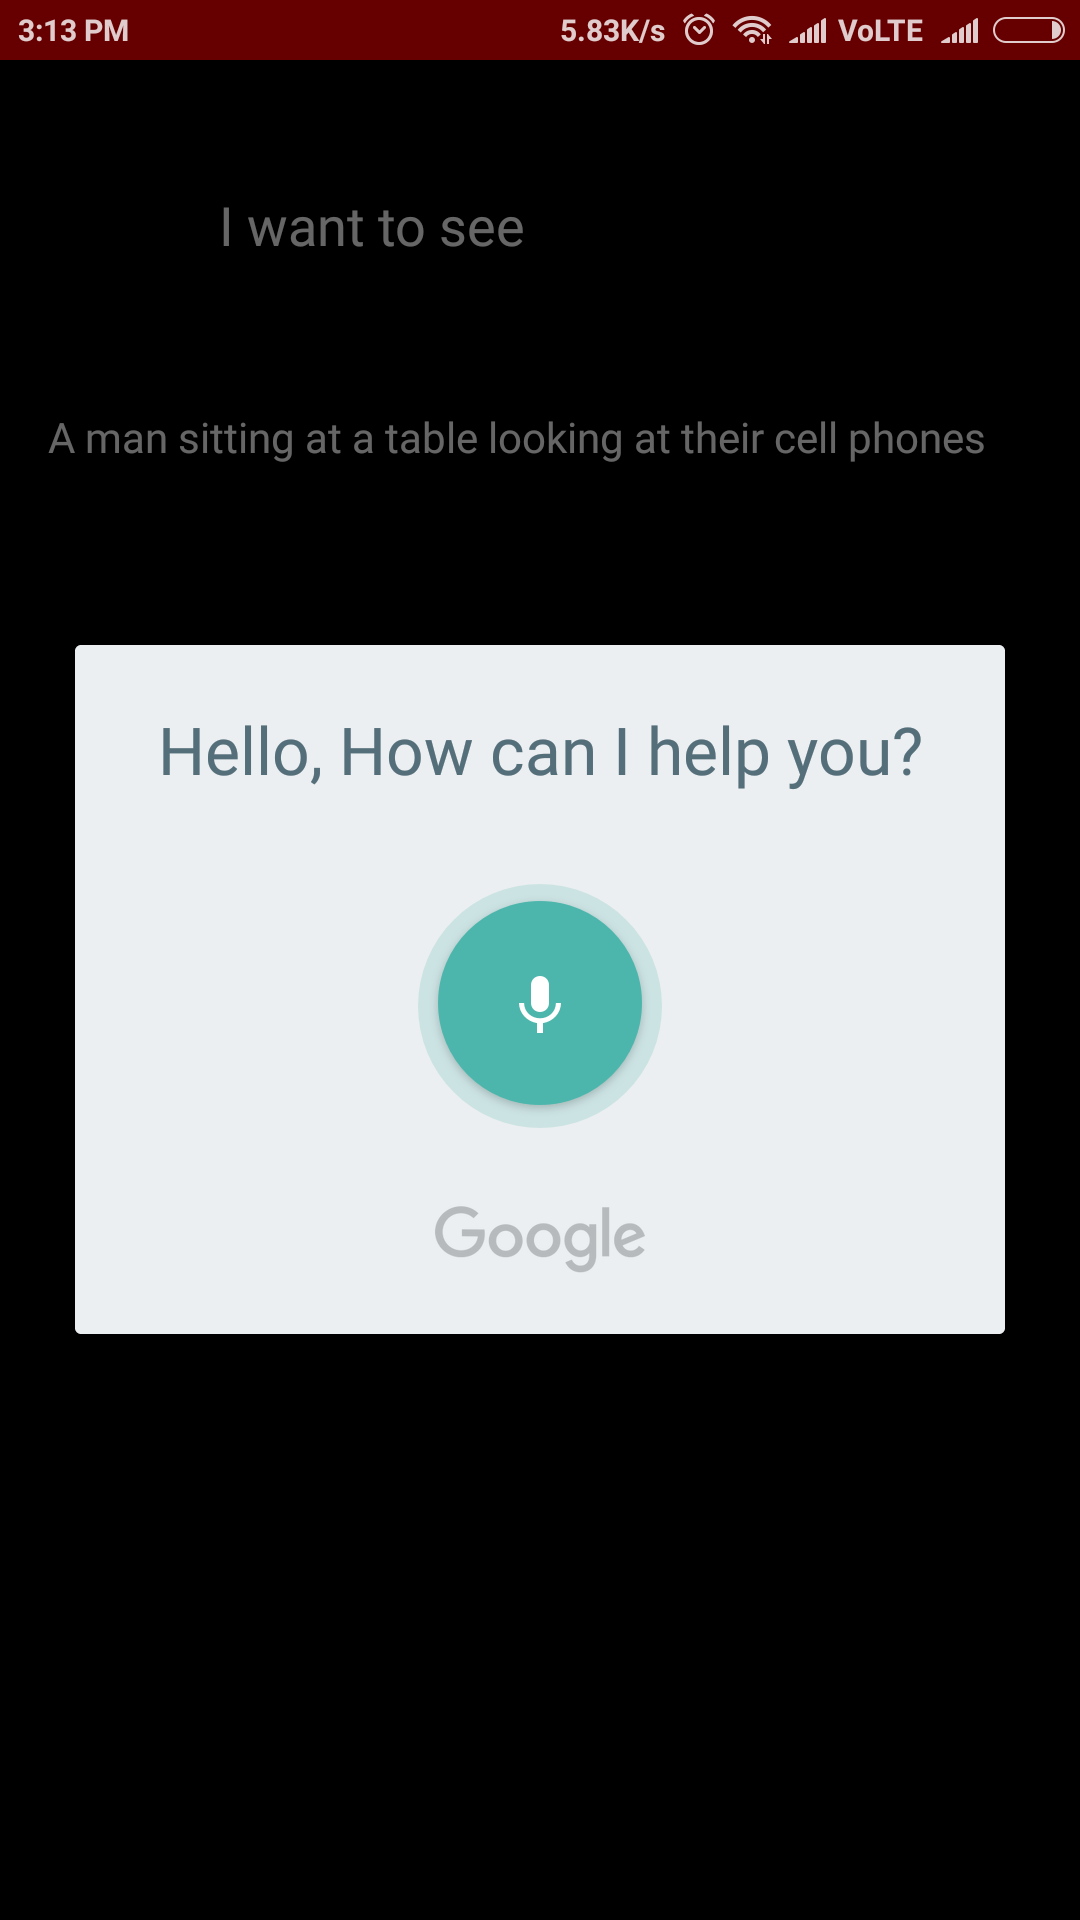 3:13 PM 5.83K/s VoLTE
I want to see
A man sitting at a table looking at their cell phones
Hello, How can I help you?
Google